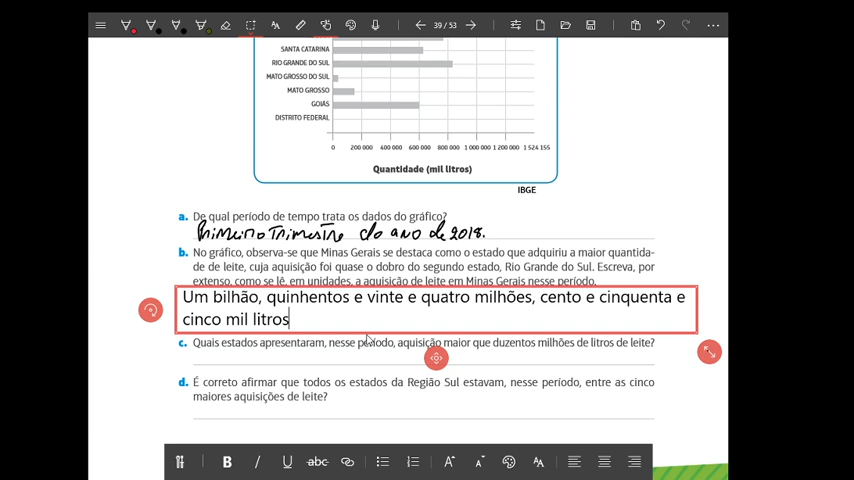 39 / 53
SANTA CATARINA
RIO GRANDE DO SUL
MATO GROSSO DO SUL
MATO GROSSO
GOIÁS
DISTRITO FEDERAL
0 200 000 400 000 600 000 800 000 1 000 000 1 200 000 1 524 155
Quantidade (mil litros)
IBGE
a. De qual período de tempo trata os dados do gráfico?
Primeiro Trimestre do ano de 2018.
b. No gráfico, observa-se que Minas Gerais se destaca como o estado que adquiriu a maior quantida-
de de leite, cuja aquisição foi quase o dobro do segundo estado, Rio Grande do Sul. Escreva, por
extenso, como se lê, em unidades, a aquisição de leite em Minas Gerais nesse período.
Um bilhão, quinhentos e vinte e quatro milhões, cento e cinquenta e
cinco mil litros
c. Quais estados apresentaram, nesse período, aquisição maior que duzentos milhões de litros de leite?
d. É correto afirmar que todos os estados da Região Sul estavam, nesse período, entre as cinco
maiores aquisições de leite?
B / U abc A A AA